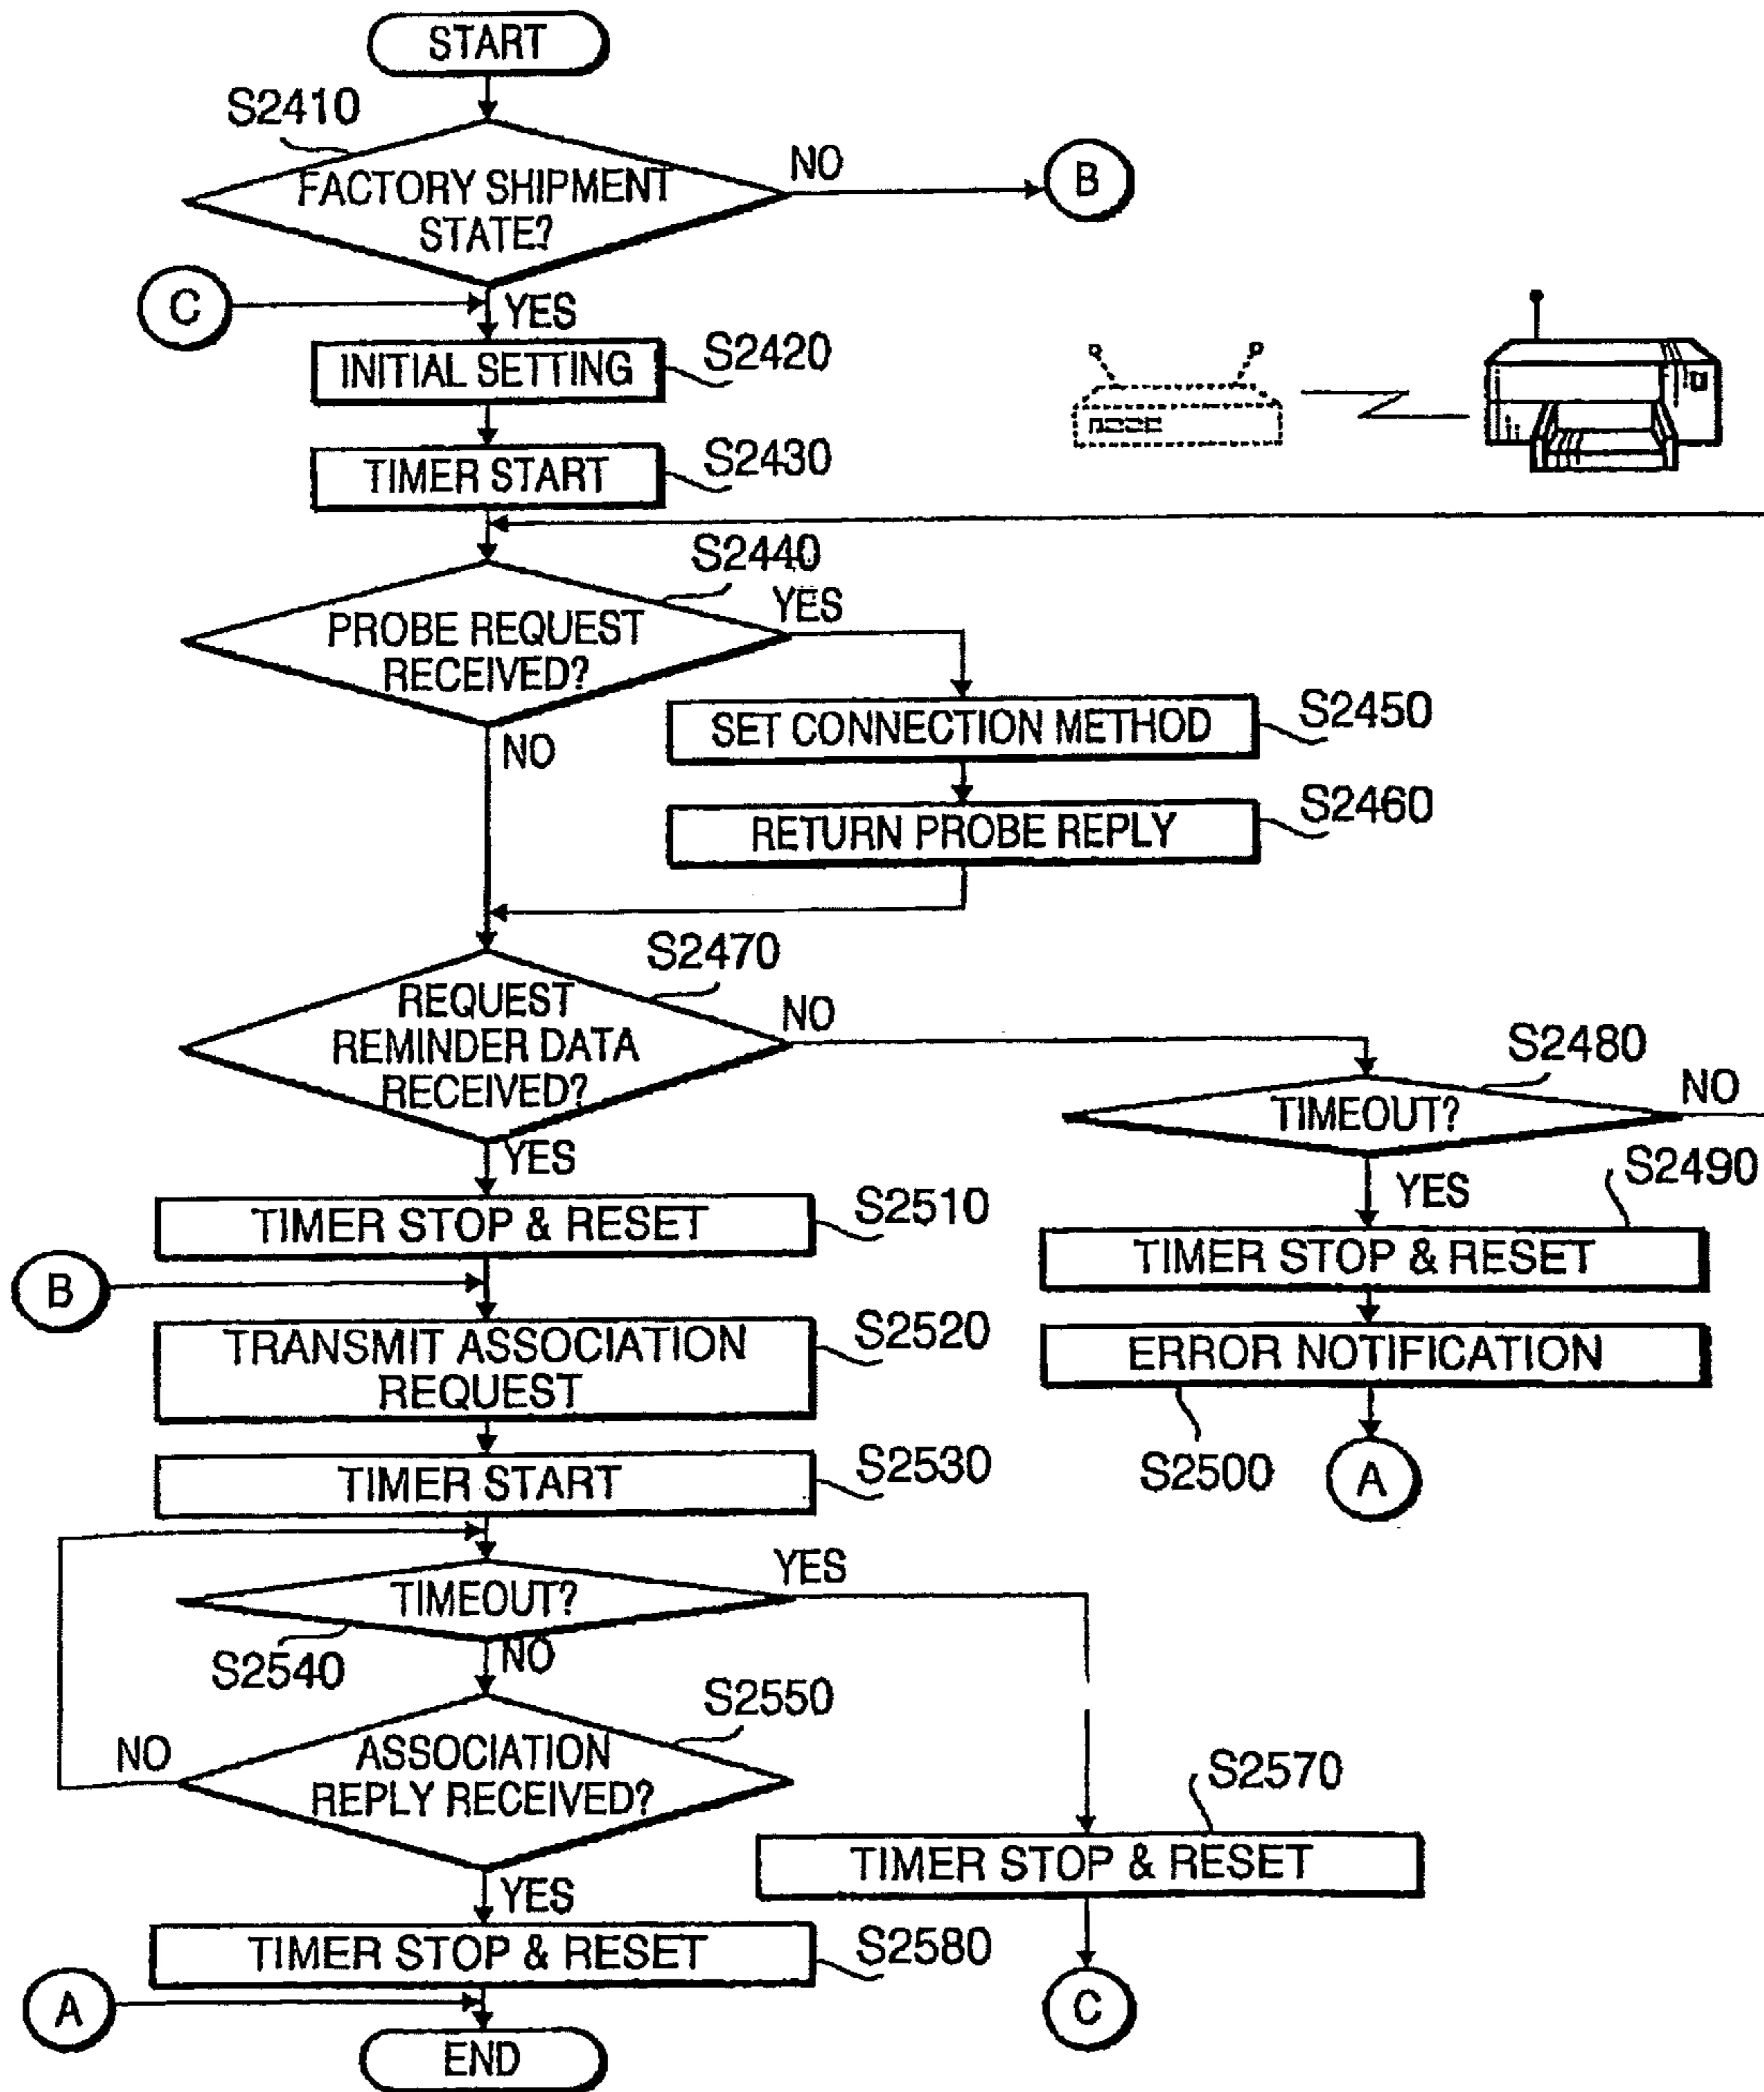 START
S2410
FACTORY SHIPMENT
STATE?
NO
B
C
YES
INITIAL SETTING
S2420
TIMER START
S2430
S2440
PROBE REQUEST
RECEIVED?
YES
NO
SET CONNECTION METHOD
S2450
RETURN PROBE REPLY
S2460
S2470
REQUEST
REMINDER DATA
RECEIVED?
NO
YES
S2480
TIMEOUT?
NO
YES
S2490
TIMER STOP & RESET
ERROR NOTIFICATION
S2500
A
TIMER STOP & RESET
S2510
B
TRANSMIT ASSOCIATION
REQUEST
S2520
TIMER START
S2530
TIMEOUT?
YES
S2540
NO
S2550
ASSOCIATION
REPLY RECEIVED?
NO
YES
S2570
TIMER STOP & RESET
C
TIMER STOP & RESET
S2580
A
END